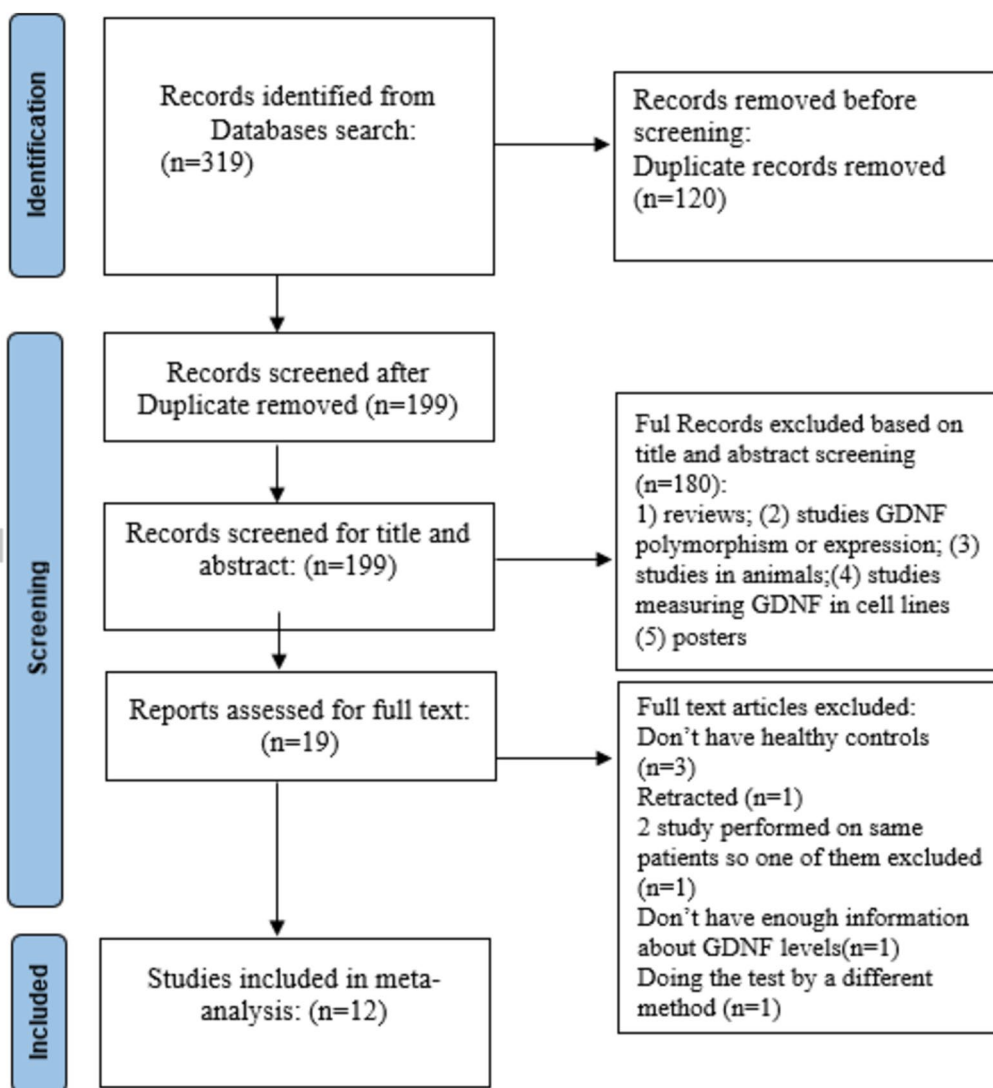 Identification
Records identified from
Databases search:
(n=319)
Records removed before
screening:
Duplicate records removed
(n=120)
Screening
Records screened after
Duplicate removed (n=199)
Records screened for title and
abstract: (n=199)
Ful Records excluded based on
title and abstract screening
(n=180):
1) reviews; (2) studies GDNF
polymorphism or expression; (3)
studies in animals;(4) studies
measuring GDNF in cell lines
(5) posters
Reports assessed for full text:
(n=19)
Full text articles excluded:
Don’t have healthy controls
(n=3)
Retracted (n=1)
2 study performed on same
patients so one of them excluded
(n=1)
Don’t have enough information
about GDNF levels(n=1)
Doing the test by a different
method (n=1)
Included
Studies included in meta-
analysis: (n=12)